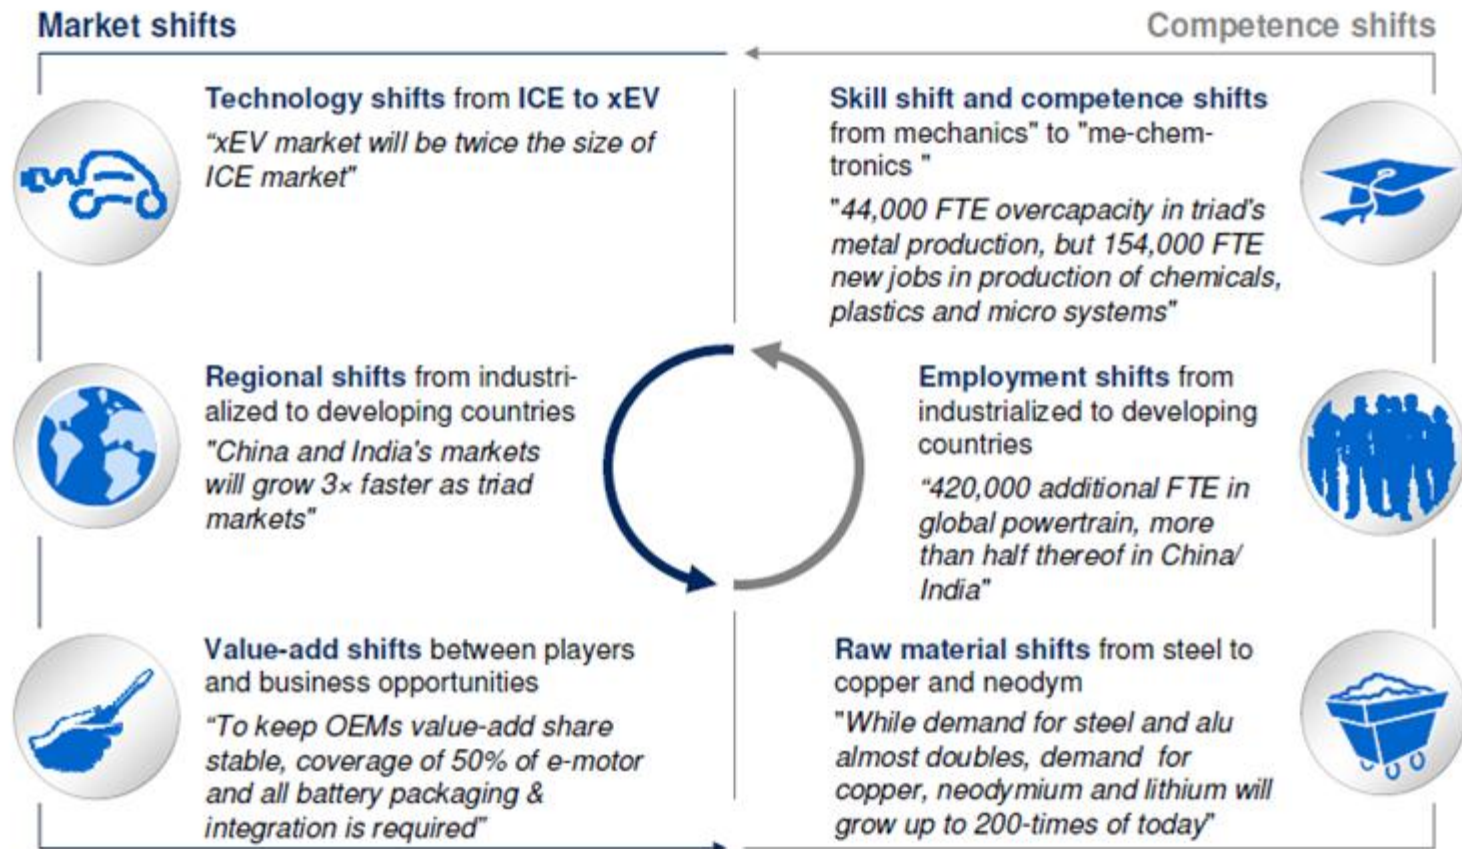 Market shifts
Technology shifts from ICE to xEV
“xEV market will be twice the size of
ICE market"
Regional shifts from industri-
alized to developing countries
"China and India's markets
will grow 3× faster as triad
markets"
Value-add shifts between players
and business opportunities
“To keep OEMs value-add share
stable, coverage of 50% of e-motor
and all battery packaging &
integration is required”
Competence shifts
Skill shift and competence shifts
from mechanics" to "me-chem-
tronics "
"44,000 FTE overcapacity in triad's
metal production, but 154,000 FTE
new jobs in production of chemicals,
plastics and micro systems"
Employment shifts from
industrialized to developing
countries
“420,000 additional FTE in
global powertrain, more
than half thereof in China/
India”
Raw material shifts from steel to
copper and neodym
"While demand for steel and alu
almost doubles, demand for
copper, neodymium and lithium will
grow up to 200-times of today"